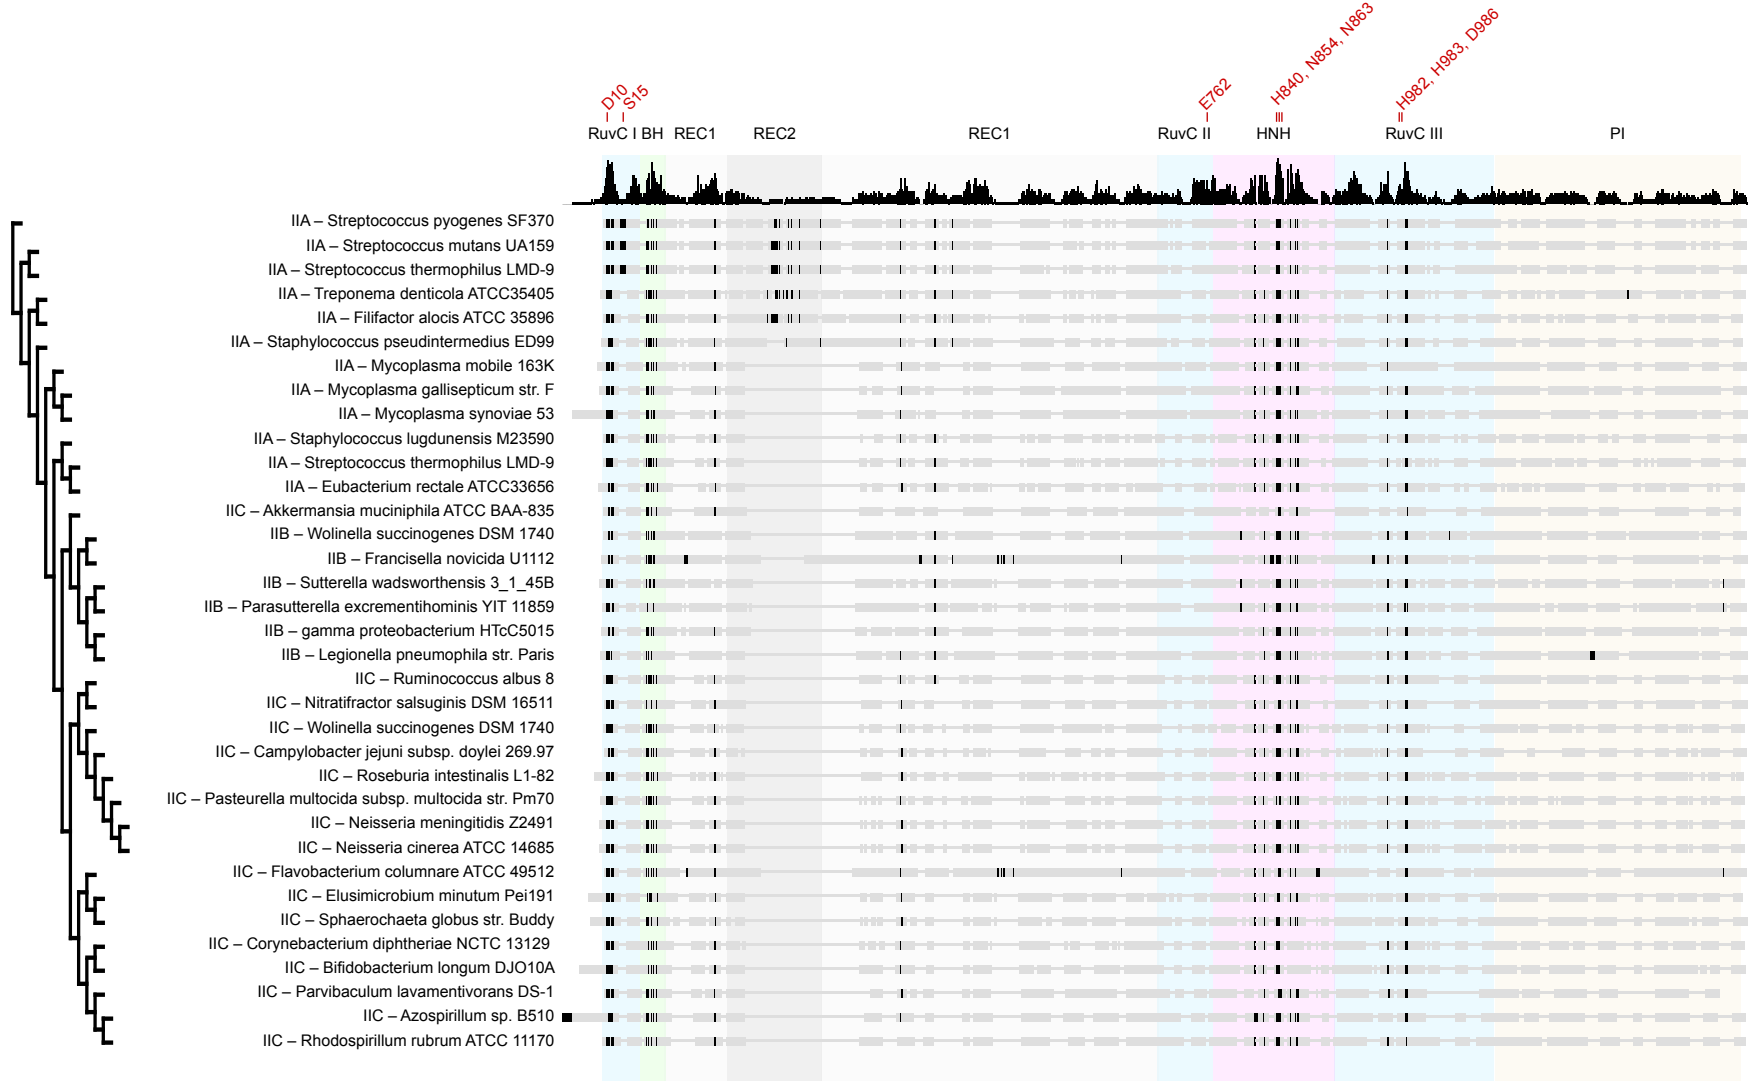 D10
S15
E762
H840, N854, N863
H982, H983, D986
RuvC I BH REC1 REC2 REC1 RuvC II HNH RuvC III PI
IIA – Streptococcus pyogenes SF370
IIA – Streptococcus mutans UA159
IIA – Streptococcus thermophilus LMD-9
IIA – Treponema denticola ATCC35405
IIA – Filifactor alocis ATCC 35896
IIA – Staphylococcus pseudintermedius ED99
IIA – Mycoplasma mobile 163K
IIA – Mycoplasma gallisepticum str. F
IIA – Mycoplasma synoviae 53
IIA – Staphylococcus lugdunensis M23590
IIA – Streptococcus thermophilus LMD-9
IIA – Eubacterium rectale ATCC33656
IIC – Akkermansia muciniphila ATCC BAA-835
IIB – Wolinella succinogenes DSM 1740
IIB – Francisella novicida U1112
IIB – Sutterella wadsworthensis 3_1_45B
IIB – Parasutterella excrementihominis YIT 11859
IIB – gamma proteobacterium HTcC5015
IIB – Legionella pneumophila str. Paris
IIC – Ruminococcus albus 8
IIC – Nitratifractor salsuginis DSM 16511
IIC – Wolinella succinogenes DSM 1740
IIC – Campylobacter jejuni subsp. doylei 269.97
IIC – Roseburia intestinalis L1-82
IIC – Pasteurella multocida subsp. multocida str. Pm70
IIC – Neisseria meningitidis Z2491
IIC – Neisseria cinerea ATCC 14685
IIC – Flavobacterium columnare ATCC 49512
IIC – Elusimicrobium minutum Pei191
IIC – Sphaerochaeta globus str. Buddy
IIC – Corynebacterium diphtheriae NCTC 13129
IIC – Bifidobacterium longum DJO10A
IIC – Parvibaculum lavamentivorans DS-1
IIC – Azospirillum sp. B510
IIC – Rhodospirillum rubrum ATCC 11170